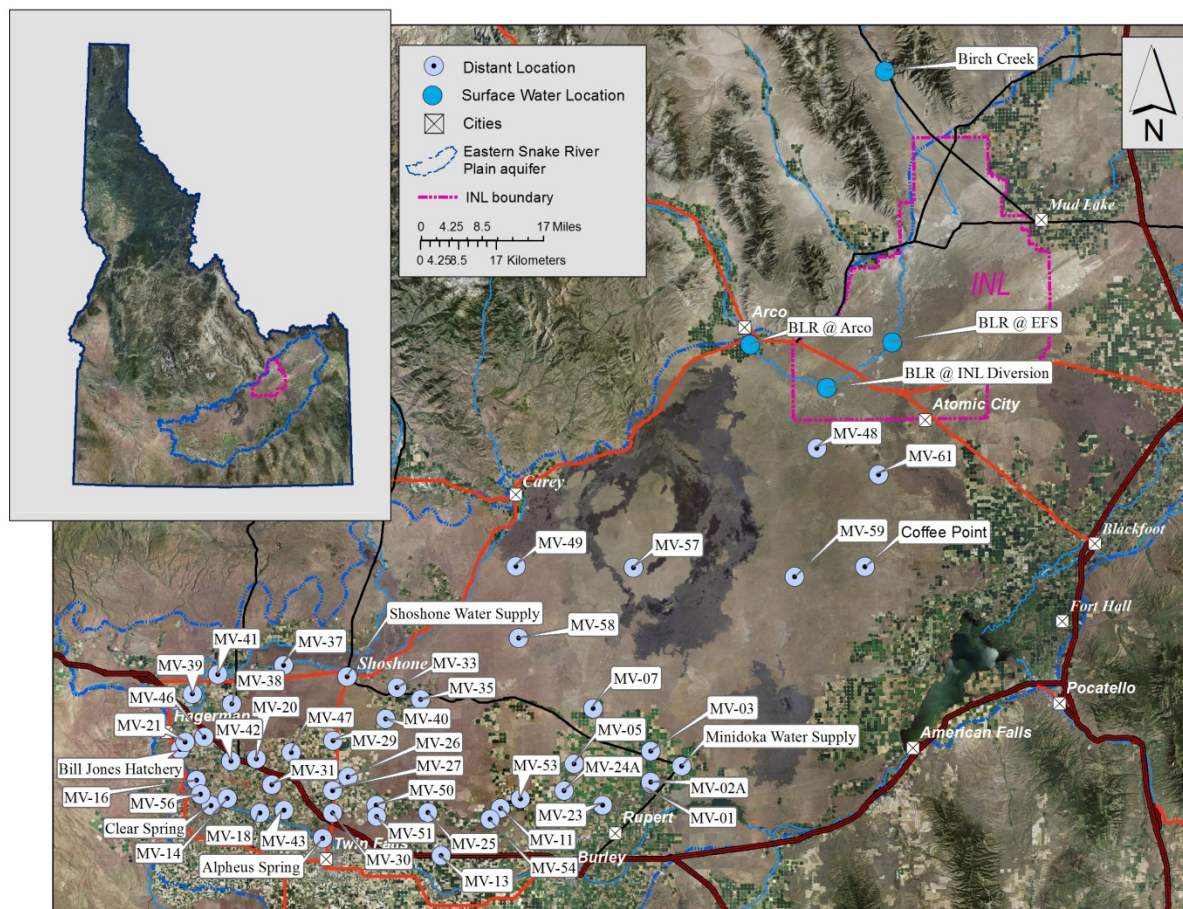 Distant Location
Surface Water Location
Cities
Eastern Snake River
Plain aquifer
INL boundary
0 4.25 8.5 17 Miles
0 4.25 8.5 17 Kilometers
N
Birch Creek
Mud Lake
INL
Arco
BLR @ Arco
BLR @ EFS
BLR @ INL Diversion
Atomic City
MV-48
MV-61
Carey
Blackfoot
MV-49
MV-57
MV-59
Coffee Point
Fort Hall
Shoshone Water Supply
MV-58
MV-41
MV-37
MV-39
MV-38
Shoshone
MV-33
MV-46
MV-35
MV-07
Pocatello
MV-21
Hagerman
MV-42
MV-20
MV-47
MV-40
MV-29
MV-05
MV-03
American Falls
MV-26
Minidoka Water Supply
Bill Jones Hatchery
MV-31
MV-27
MV-53
MV-24A
MV-16
MV-50
MV-02A
MV-56
MV-23
MV-01
Clear Spring
MV-18
MV-43
MV-51
MV-25
MV-11
Rupert
MV-14
Alpheus Spring
Twin Falls
MV-30
MV-13
MV-54
Burley